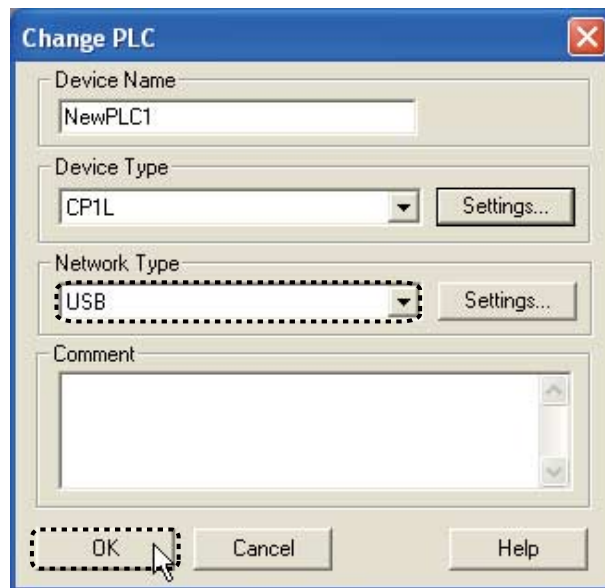 Change PLC
Device Name
NewPLC1
Device Type
CP1L Settings...
Network Type
USB Settings...
Comment
OK Cancel Help